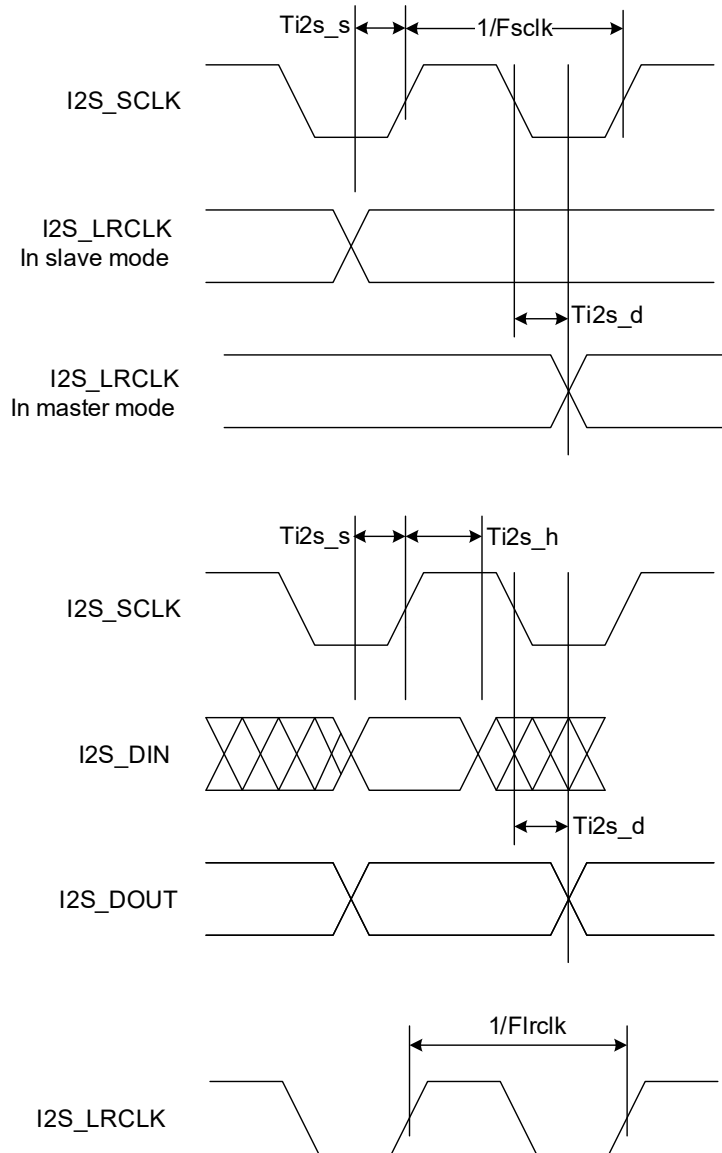 Ti2s_s
1/Fsclk
I2S_SCLK
I2S_LRCLK
In slave mode
Ti2s_d
I2S_LRCLK
In master mode
Ti2s_s
Ti2s_h
I2S_SCLK
I2S_DIN
Ti2s_d
I2S_DOUT
1/Flrclk
I2S_LRCLK